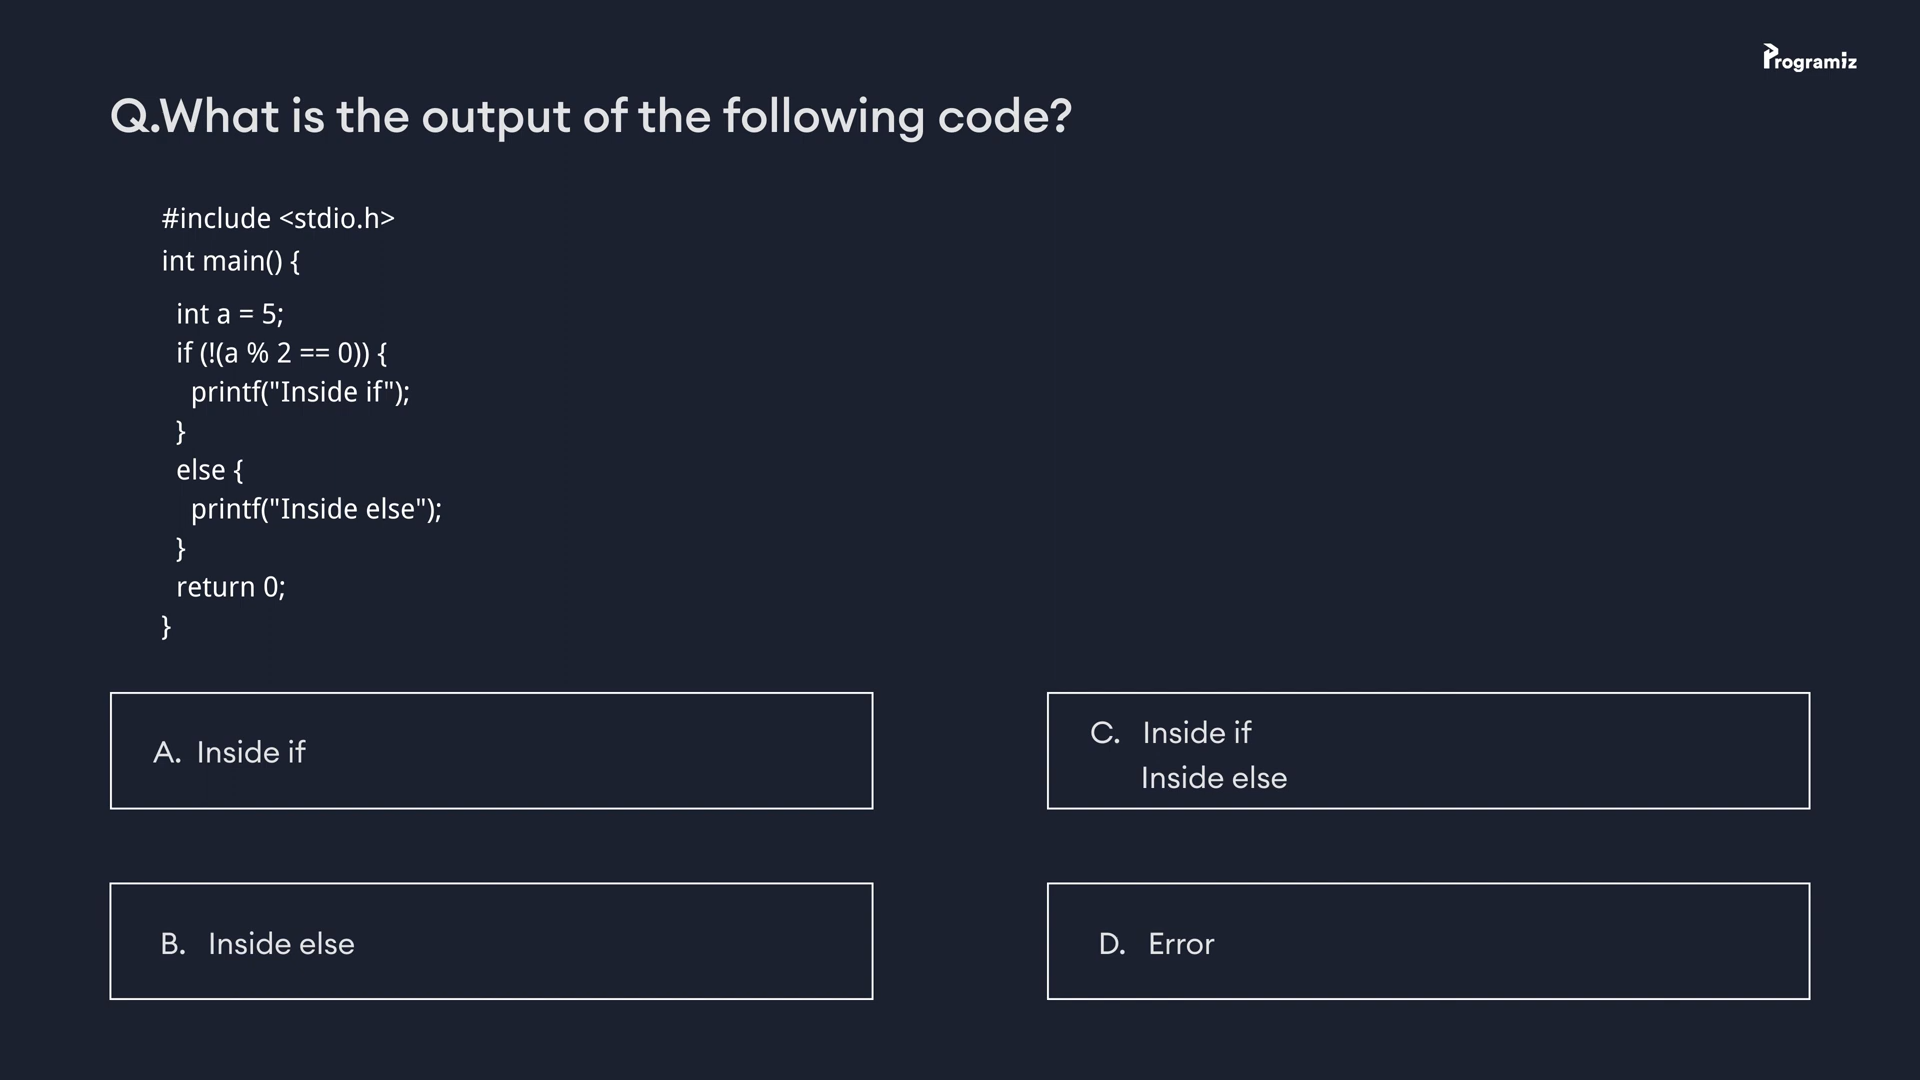 Programiz
Q.What is the output of the following code?
#include <stdio.h>
int main() {
int a = 5;
if (!(a % 2 == 0)) {
printf("Inside if");
}
else {
printf("Inside else");
}
return 0;
}
A. Inside if
B. Inside else
C. Inside if
Inside else
D. Error